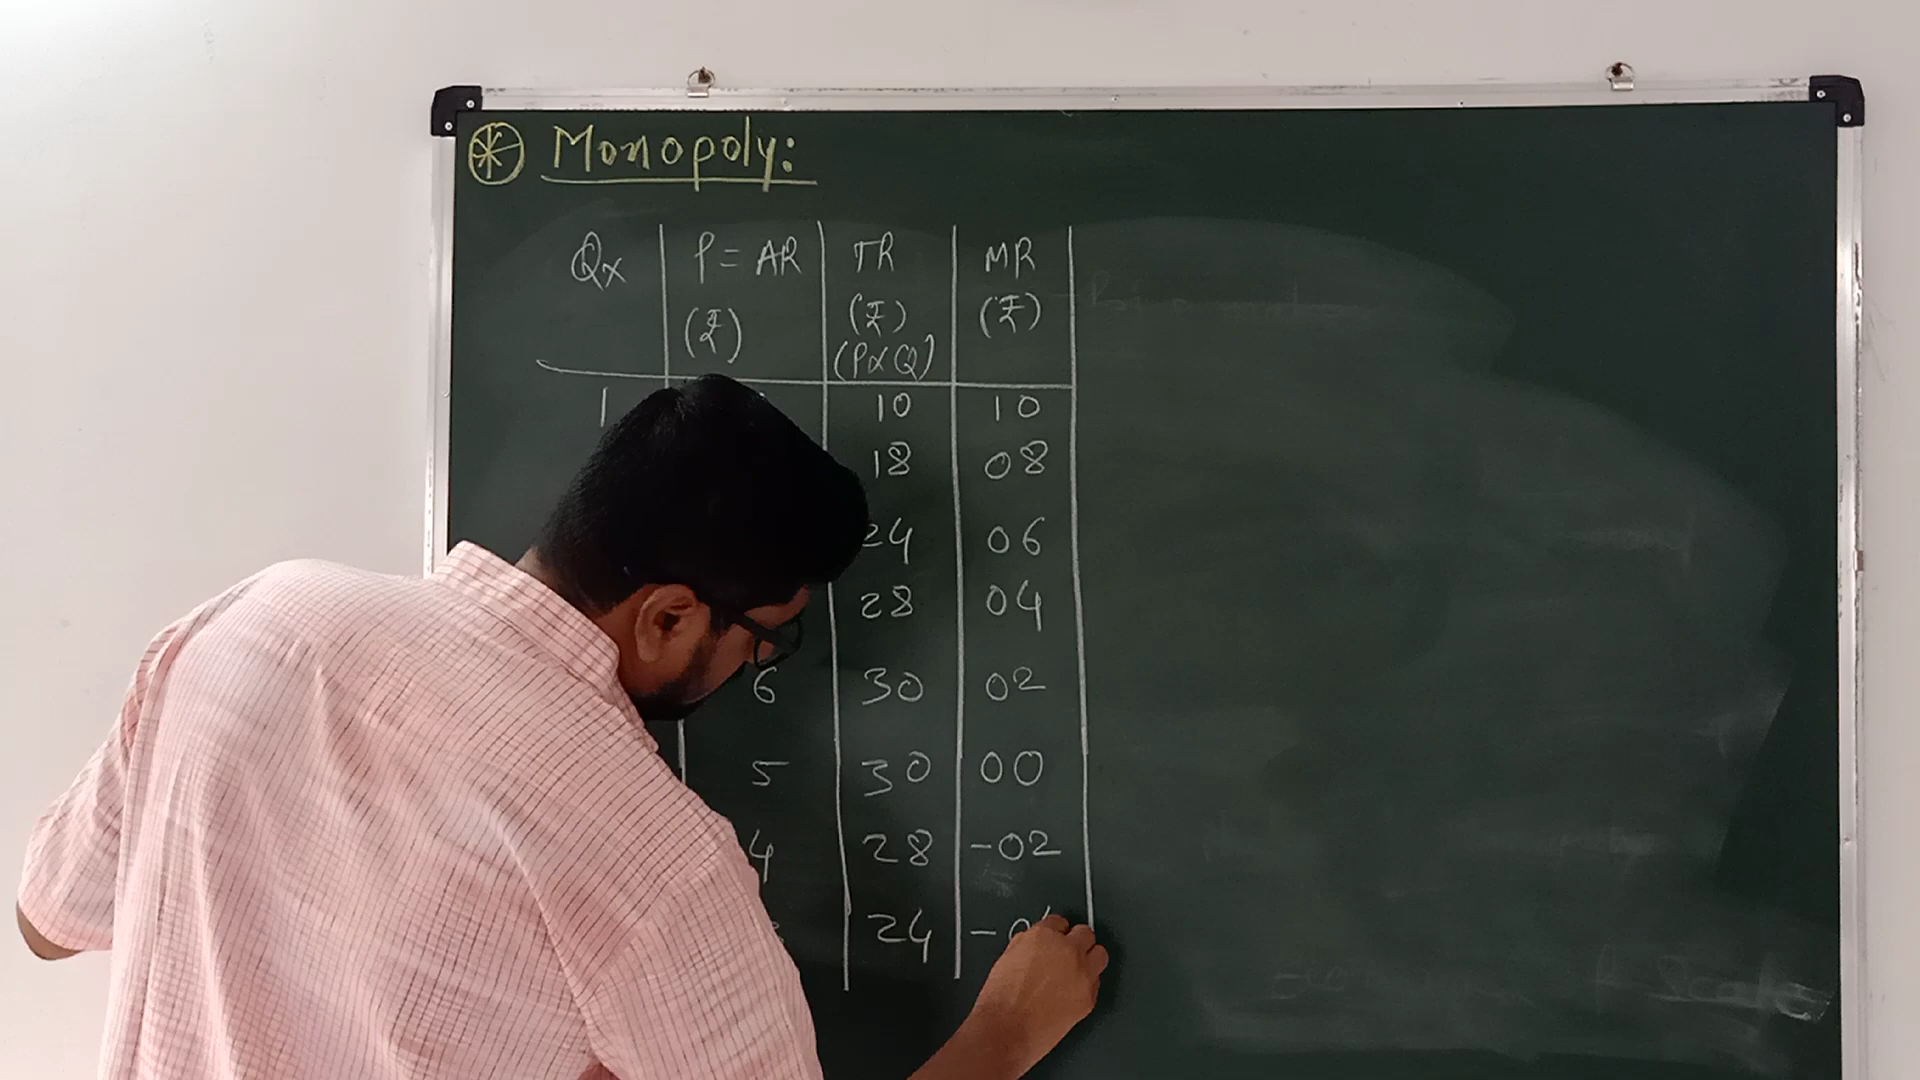 Monopoly:
Qx P = AR TR MR
(₹) (₹) (₹)
(P×Q)
1 10 10
18 08
24 06
28 04
6 30 02
5 30 00
4 28 -02
24 -0